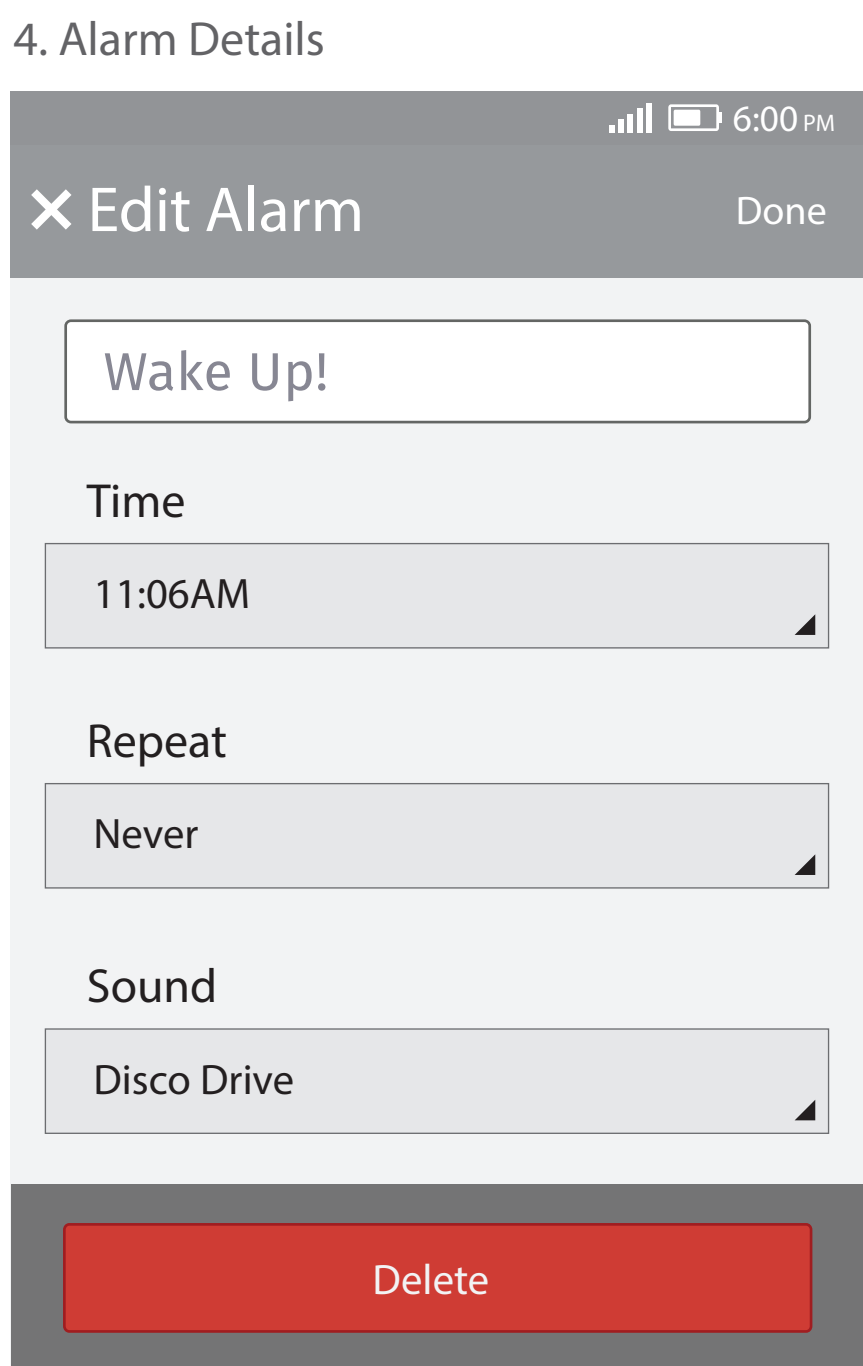 4. Alarm Details
6:00 PM
Edit Alarm
Done
Wake Up!
Time
11:06AM
Repeat
Never
Sound
Disco Drive
Delete